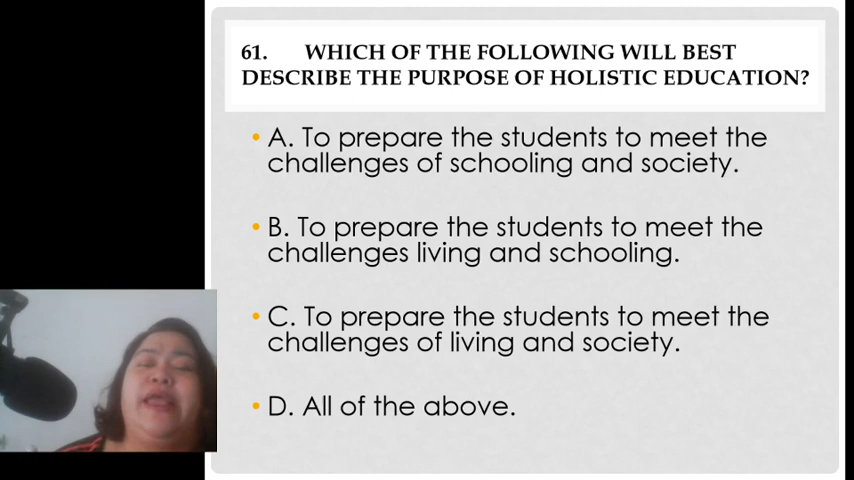 61. WHICH OF THE FOLLOWING WILL BEST
DESCRIBE THE PURPOSE OF HOLISTIC EDUCATION?
• A. To prepare the students to meet the
challenges of schooling and society.
• B. To prepare the students to meet the
challenges living and schooling.
• C. To prepare the students to meet the
challenges of living and society.
• D. All of the above.